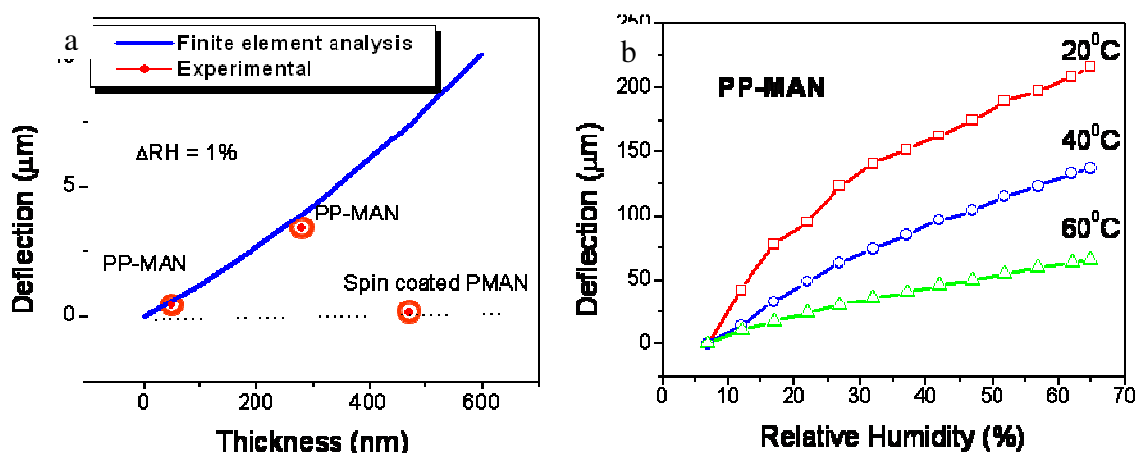 a
Finite element analysis
Experimental
ΔRH = 1%
PP-MAN
PP-MAN
Spin coated PMAN
5
0
Deflection (µm)
0 200 400 600
Thickness (nm)
b
PP-MAN
20⁰C
40⁰C
60⁰C
250
200
150
100
50
0
Deflection (µm)
0 10 20 30 40 50 60 70
Relative Humidity (%)